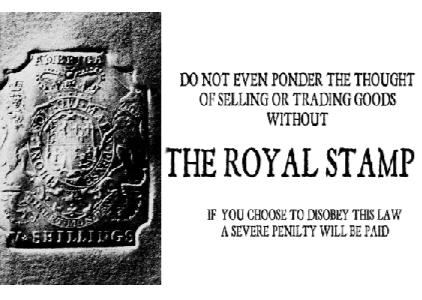 AMERICA
SHILLINGS
DO NOT EVEN PONDER THE THOUGHT
OF SELLING OR TRADING GOODS
WITHOUT
THE ROYAL STAMP
IF YOU CHOOSE TO DISOBEY THIS LAW
A SEVERE PENILTY WILL BE PAID